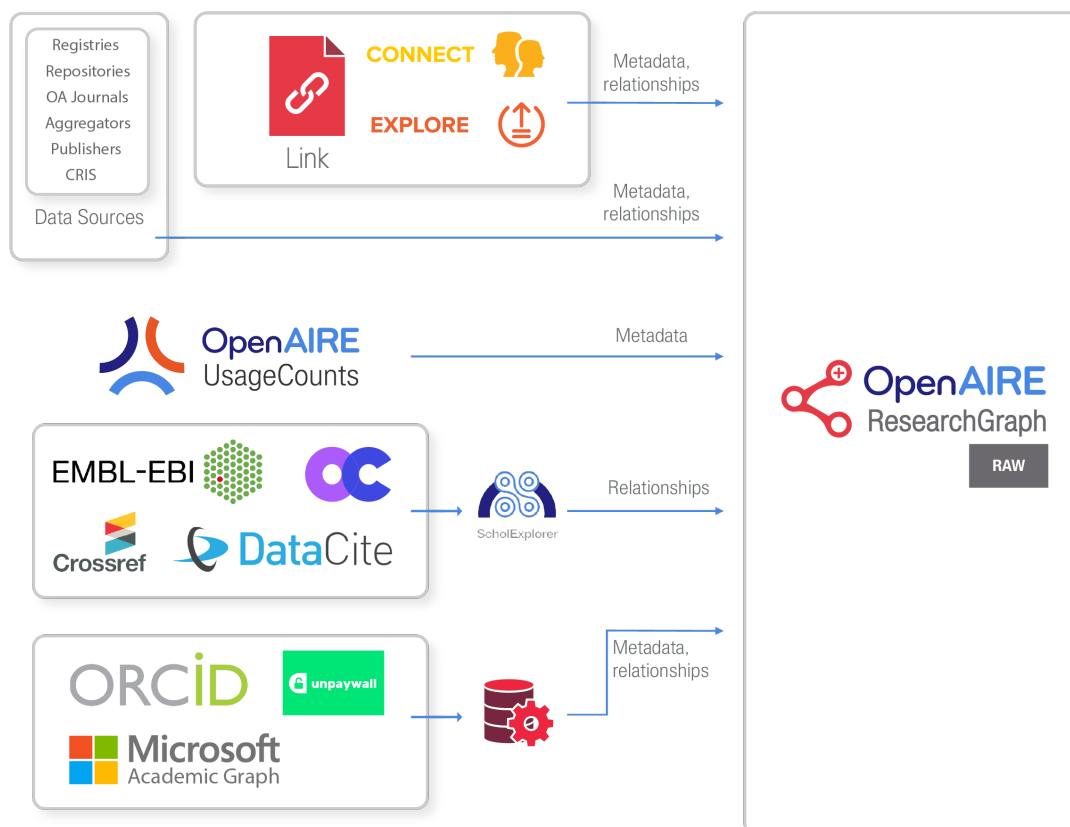 Registries
Repositories
OA Journals
Aggregators
Publishers
CRIS
Data Sources
CONNECT
EXPLORE
Link
Metadata,
relationships
Metadata,
relationships
OpenAIRE
UsageCounts
Metadata
EMBL-EBI
OC
Crossref
DataCite
ScholExplorer
Relationships
ORCiD
unpaywall
Microsoft
Academic Graph
Metadata,
relationships
OpenAIRE
ResearchGraph
RAW